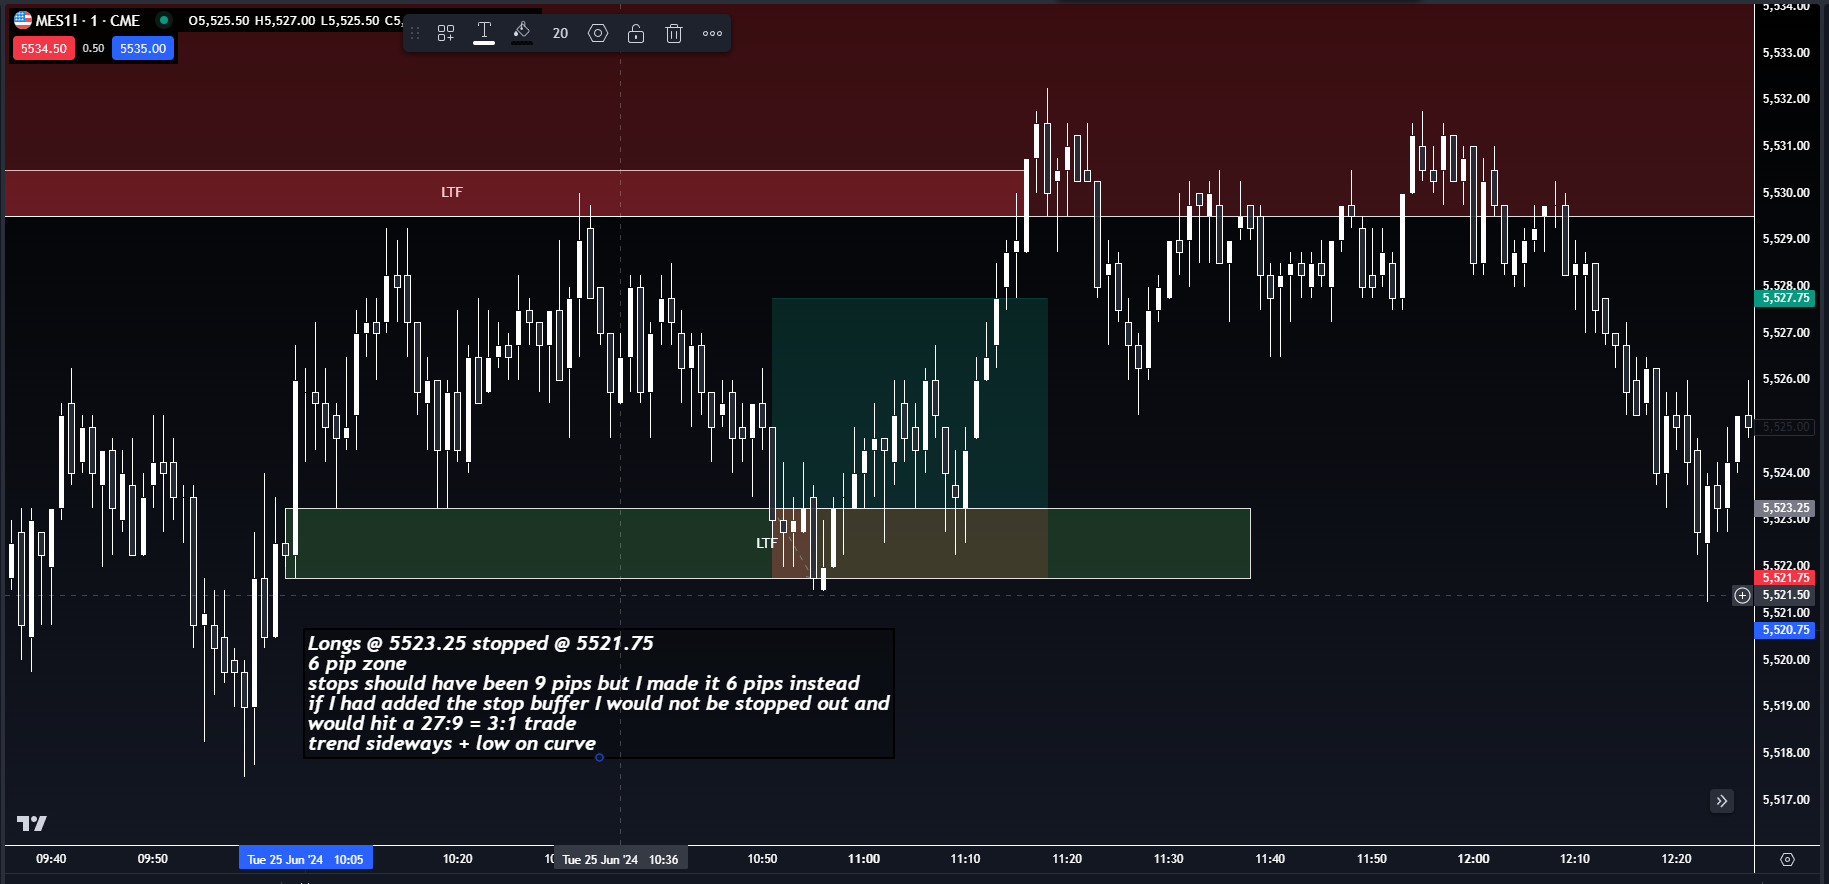 MES1! · 1 · CME O5,525.50 H5,527.00 L5,525.50 C5,
5534.50 0.50 5535.00
20
LTF
LTF
Longs @ 5523.25 stopped @ 5521.75
6 pip zone
stops should have been 9 pips but I made it 6 pips instead
if I had added the stop buffer I would not be stopped out and
would hit a 27:9 = 3:1 trade
trend sideways + low on curve
5,534.00
5,533.00
5,532.00
5,531.00
5,530.00
5,529.00
5,528.00
5,527.75
5,527.00
5,526.00
5,525.00
5,524.00
5,523.25
5,523.00
5,522.00
5,521.75
5,521.50
5,521.00
5,520.75
5,520.00
5,519.00
5,518.00
5,517.00
09:40 09:50 Tue 25 Jun '24 10:05 10:20 Tue 25 Jun '24 10:36 10:50 11:00 11:10 11:20 11:30 11:40 11:50 12:00 12:10 12:20